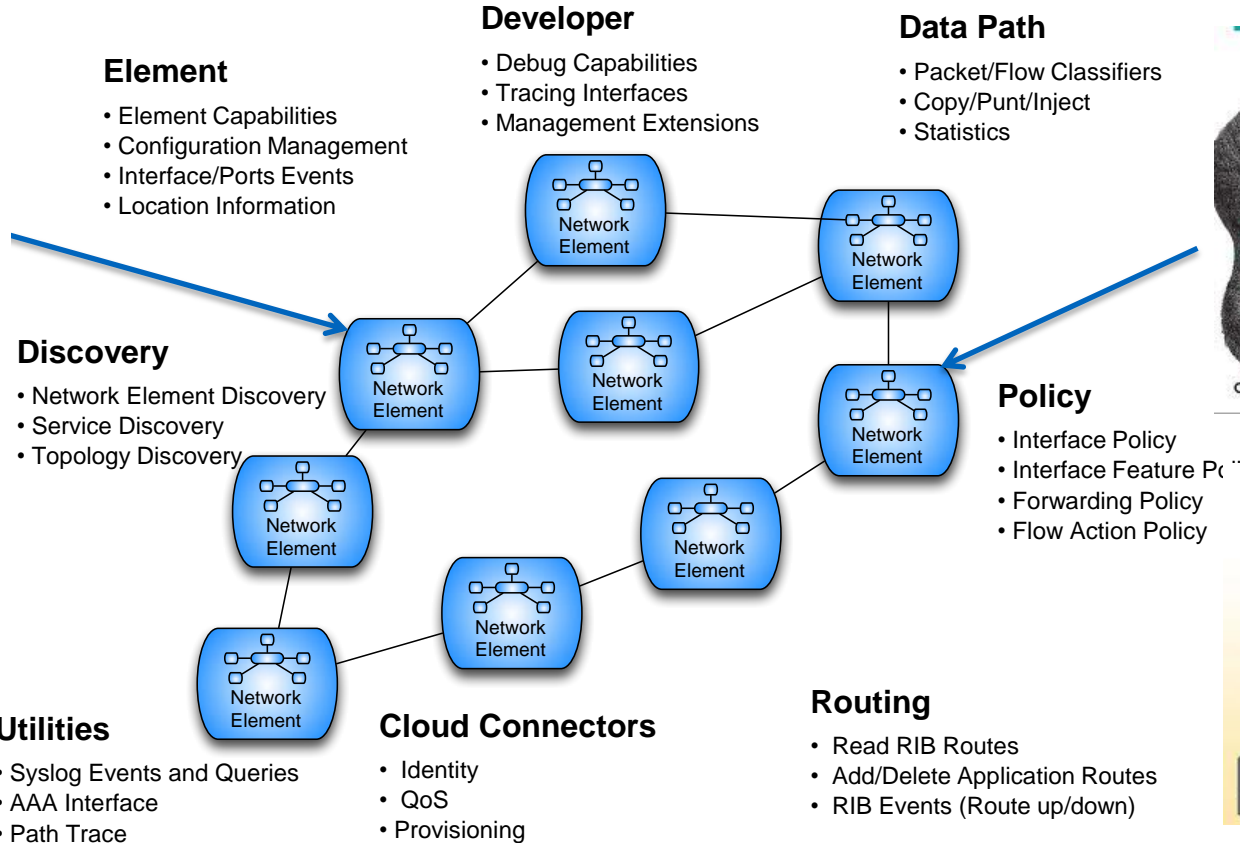 Developer
• Debug Capabilities
• Tracing Interfaces
• Management Extensions
Data Path
• Packet/Flow Classifiers
• Copy/Punt/Inject
• Statistics
Element
• Element Capabilities
• Configuration Management
• Interface/Ports Events
• Location Information
Network
Element
Network
Element
Network
Element
Network
Element
Network
Element
Discovery
• Network Element Discovery
• Service Discovery
• Topology Discovery
Policy
• Interface Policy
• Interface Feature
• Forwarding Policy
• Flow Action Policy
Network
Element
Network
Element
Network
Element
Network
Element
Utilities
• Syslog Events and Queries
• AAA Interface
• Path Trace
Cloud Connectors
• Identity
• QoS
• Provisioning
Routing
• Read RIB Routes
• Add/Delete Application Routes
• RIB Events (Route up/down)